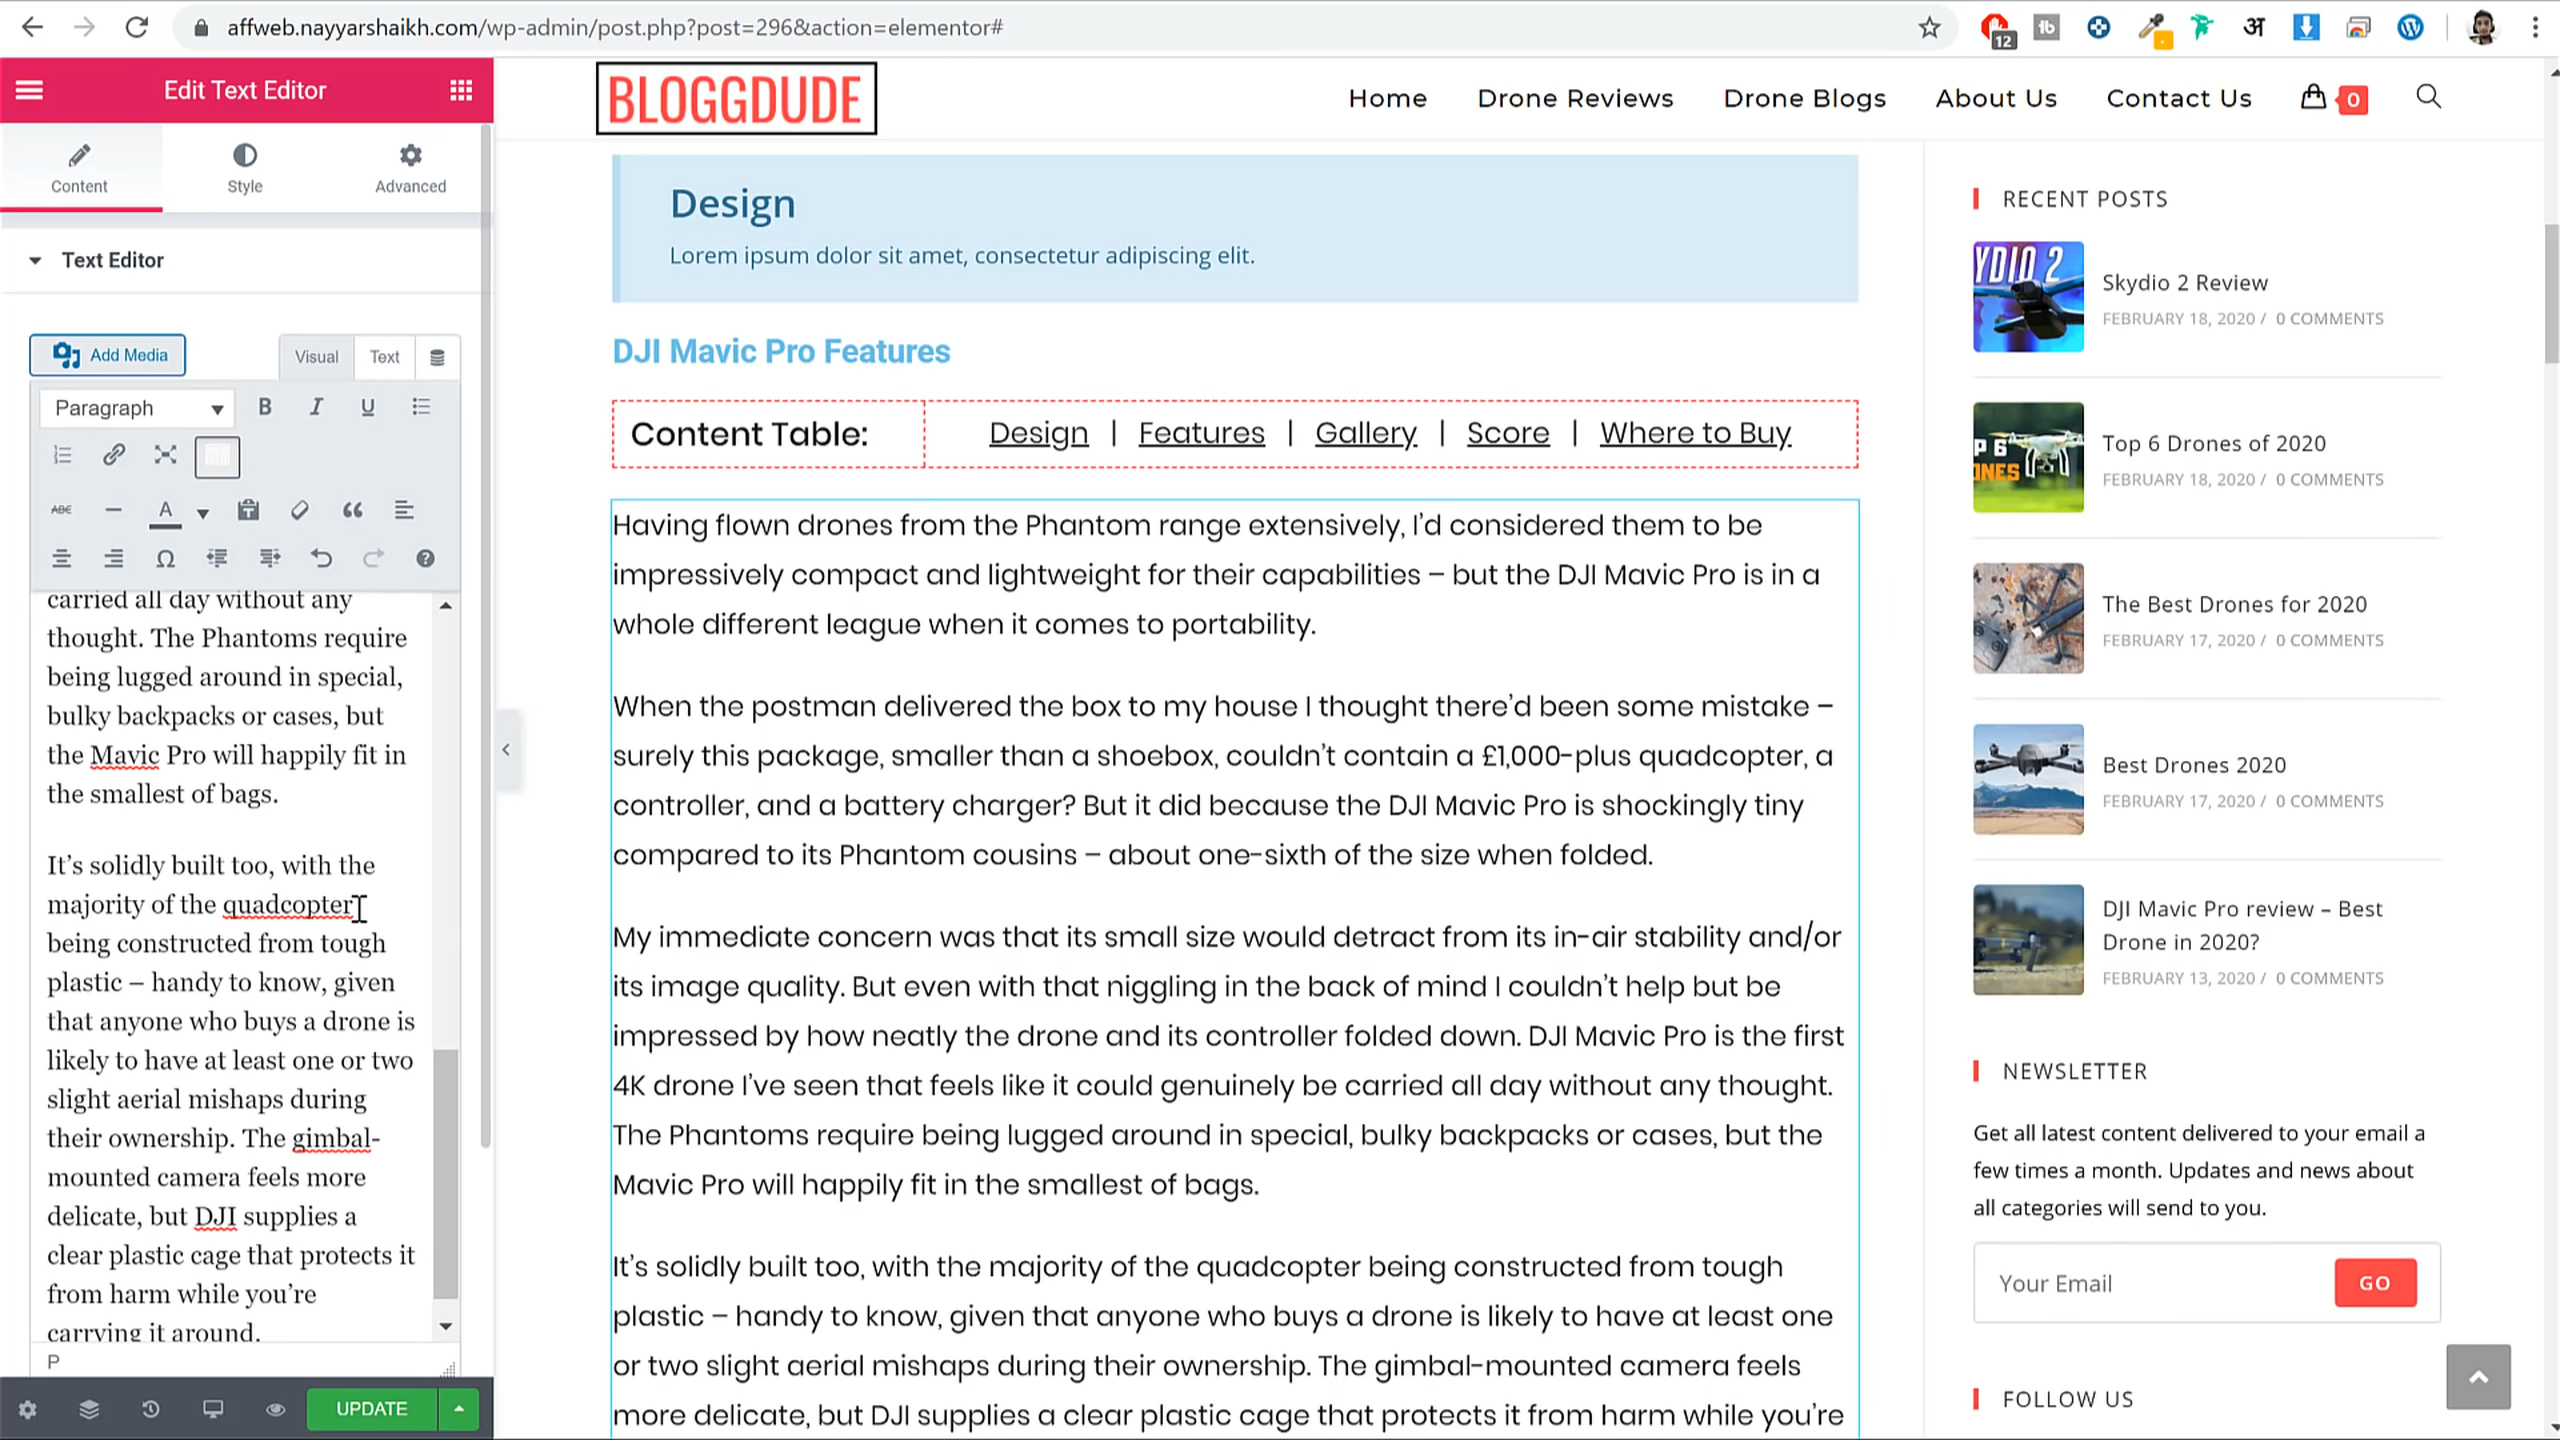 affweb.nayyarshaikh.com/wp-admin/post.php?post=296&action=elementor#
12
tb
अ
Edit Text Editor
BLOGGDUDE
Home
Drone Reviews
Drone Blogs
About Us
Contact Us
0
Content
Style
Advanced
Text Editor
Add Media
Visual
Text
Paragraph
B
I
U
ABC
A
Ω
carried all day without any
thought. The Phantoms require
being lugged around in special,
bulky backpacks or cases, but
the Mavic Pro will happily fit in
the smallest of bags.
It’s solidly built too, with the
majority of the quadcopter
being constructed from tough
plastic – handy to know, given
that anyone who buys a drone is
likely to have at least one or two
slight aerial mishaps during
their ownership. The gimbal-
mounted camera feels more
delicate, but DJI supplies a
clear plastic cage that protects it
from harm while you’re
carrying it around.
P
UPDATE
Design
Lorem ipsum dolor sit amet, consectetur adipiscing elit.
DJI Mavic Pro Features
Content Table:
Design | Features | Gallery | Score | Where to Buy
Having flown drones from the Phantom range extensively, I’d considered them to be
impressively compact and lightweight for their capabilities – but the DJI Mavic Pro is in a
whole different league when it comes to portability.
When the postman delivered the box to my house I thought there’d been some mistake –
surely this package, smaller than a shoebox, couldn’t contain a £1,000-plus quadcopter, a
controller, and a battery charger? But it did because the DJI Mavic Pro is shockingly tiny
compared to its Phantom cousins – about one-sixth of the size when folded.
My immediate concern was that its small size would detract from its in-air stability and/or
its image quality. But even with that niggling in the back of mind I couldn’t help but be
impressed by how neatly the drone and its controller folded down. DJI Mavic Pro is the first
4K drone I’ve seen that feels like it could genuinely be carried all day without any thought.
The Phantoms require being lugged around in special, bulky backpacks or cases, but the
Mavic Pro will happily fit in the smallest of bags.
It’s solidly built too, with the majority of the quadcopter being constructed from tough
plastic – handy to know, given that anyone who buys a drone is likely to have at least one
or two slight aerial mishaps during their ownership. The gimbal-mounted camera feels
more delicate, but DJI supplies a clear plastic cage that protects it from harm while you’re
RECENT POSTS
YDIO 2
Skydio 2 Review
FEBRUARY 18, 2020 / 0 COMMENTS
P 6
ONES
Top 6 Drones of 2020
FEBRUARY 18, 2020 / 0 COMMENTS
The Best Drones for 2020
FEBRUARY 17, 2020 / 0 COMMENTS
Best Drones 2020
FEBRUARY 17, 2020 / 0 COMMENTS
DJI Mavic Pro review – Best
Drone in 2020?
FEBRUARY 13, 2020 / 0 COMMENTS
NEWSLETTER
Get all latest content delivered to your email a
few times a month. Updates and news about
all categories will send to you.
Your Email
GO
FOLLOW US